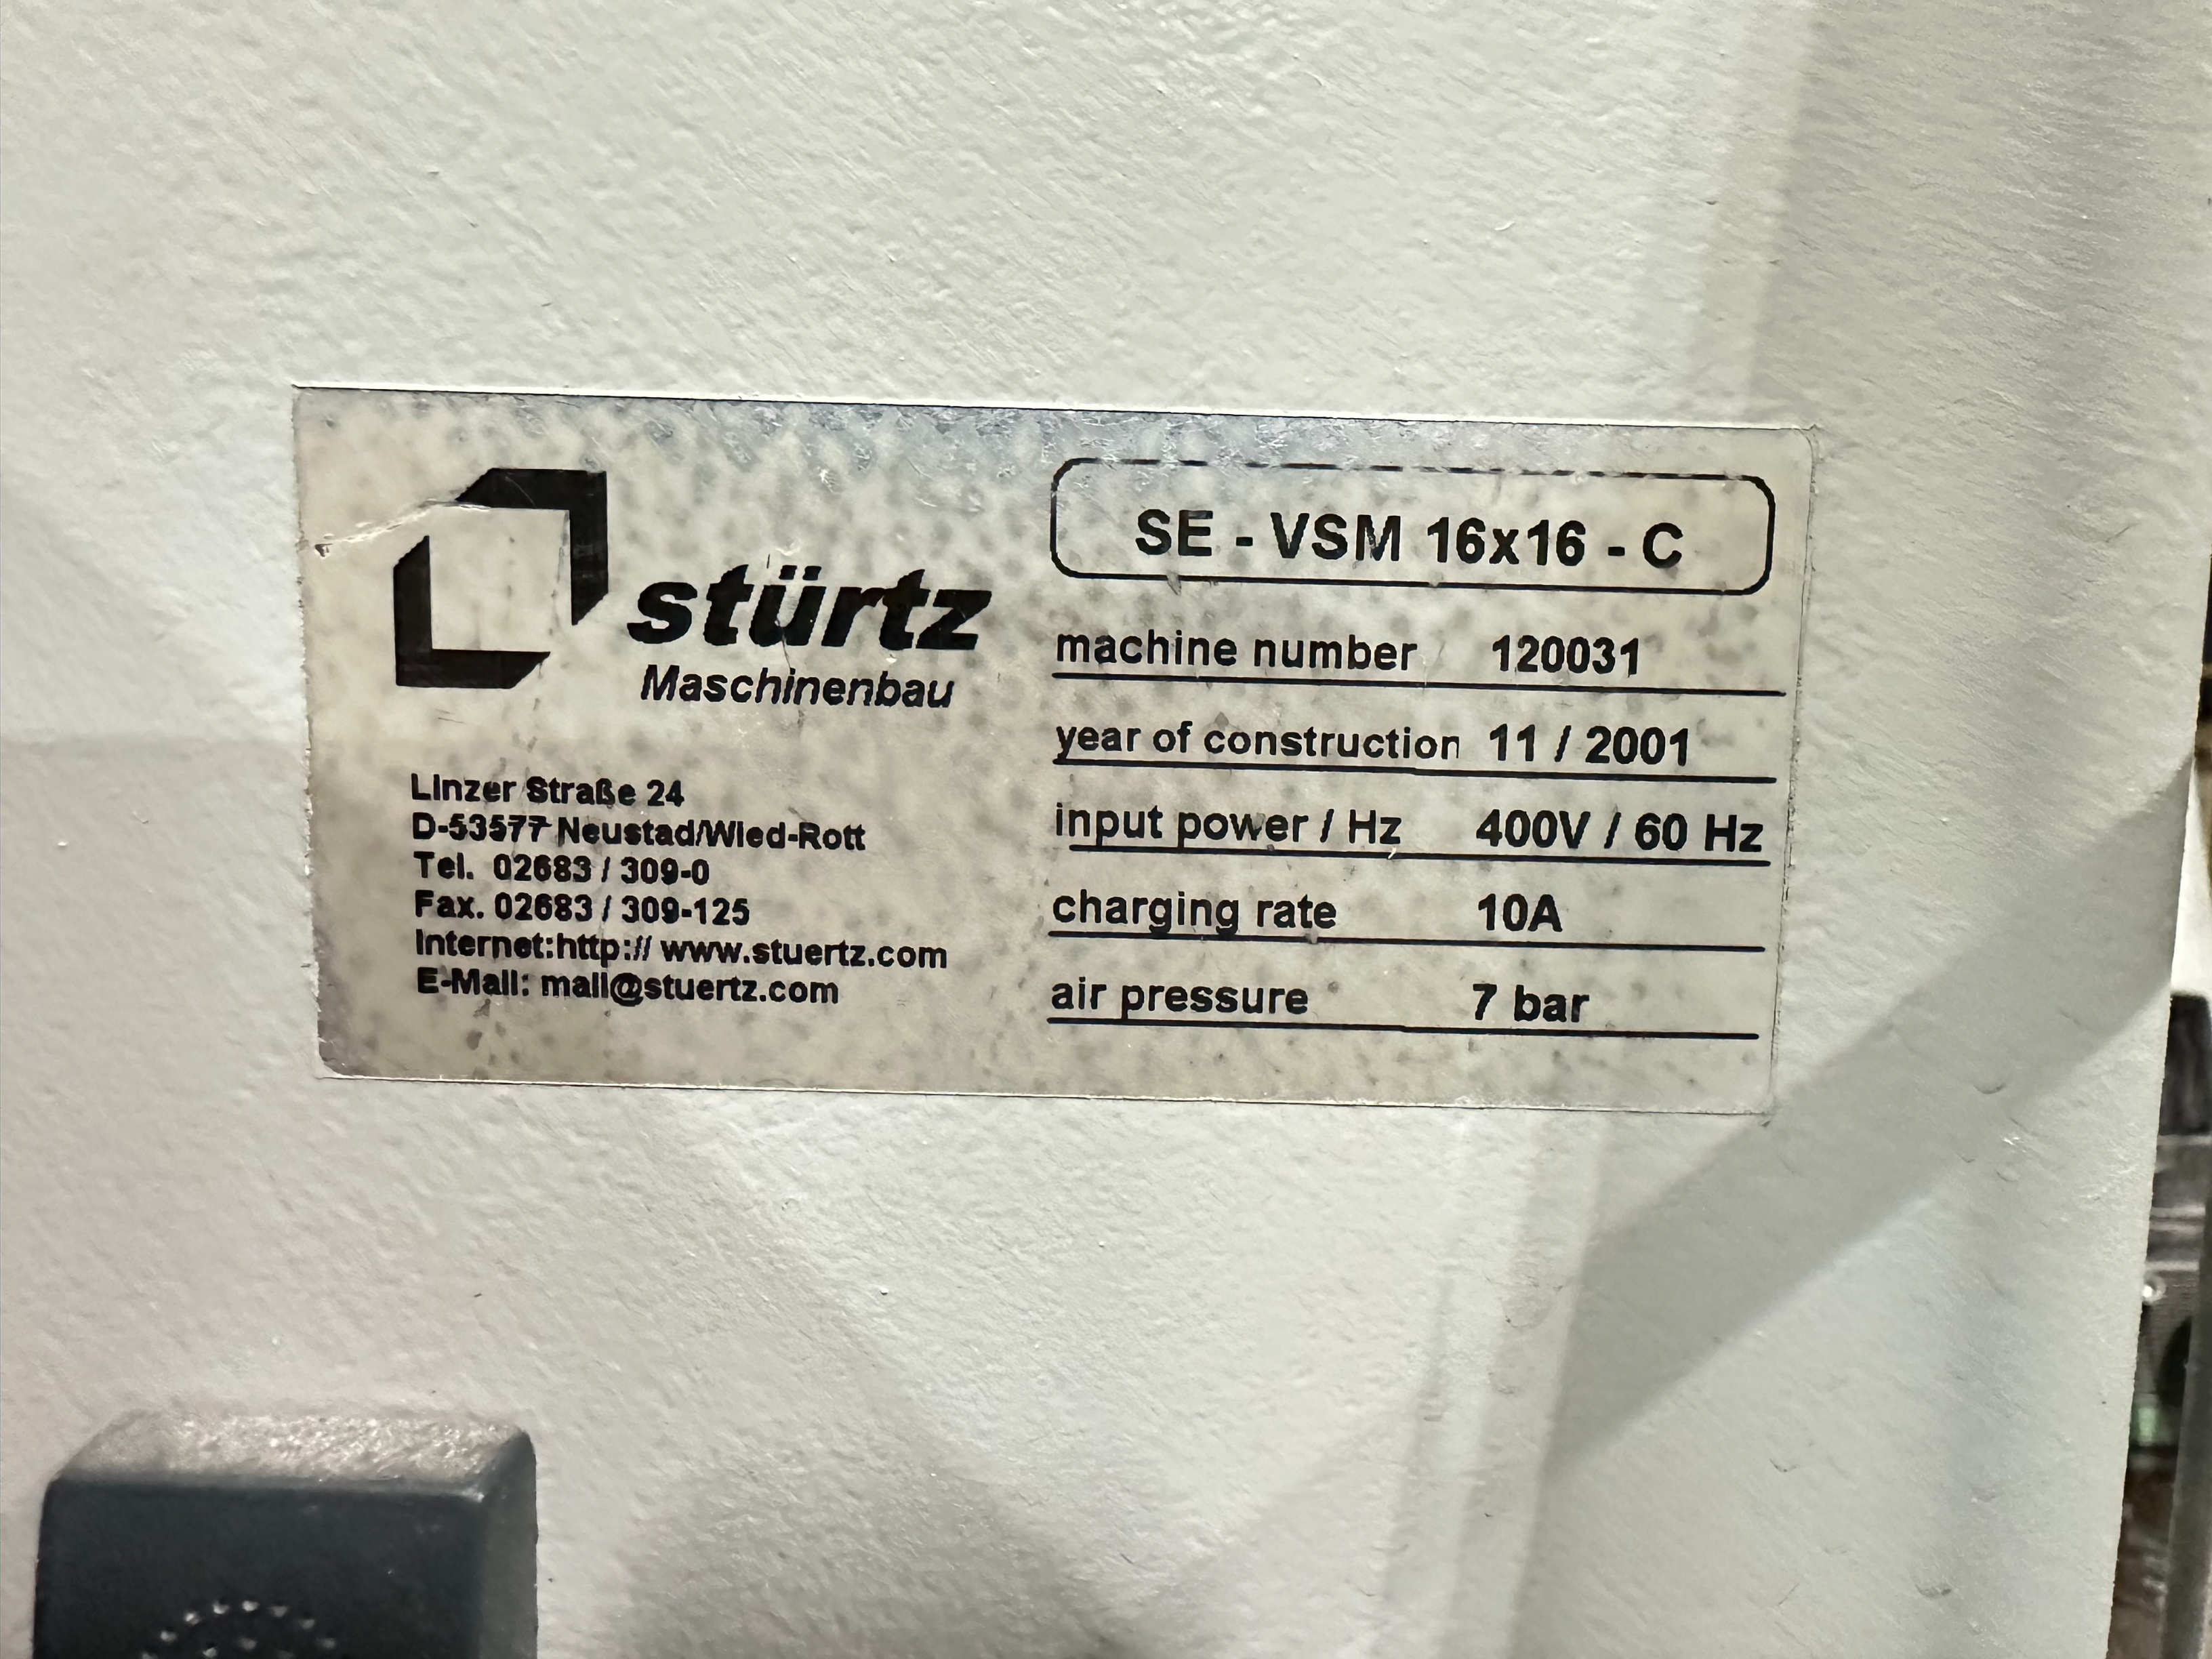 stürtz
Maschinenbau
Linzer Straße 24
D-53577 Neustad/Wied-Rott
Tel. 02683 / 309-0
Fax. 02683 / 309-125
Internet:http:// www.stuertz.com
E-Mail: mail@stuertz.com
SE - VSM 16x16 - C
machine number 120031
year of construction 11 / 2001
input power / Hz 400V / 60 Hz
charging rate 10A
air pressure 7 bar